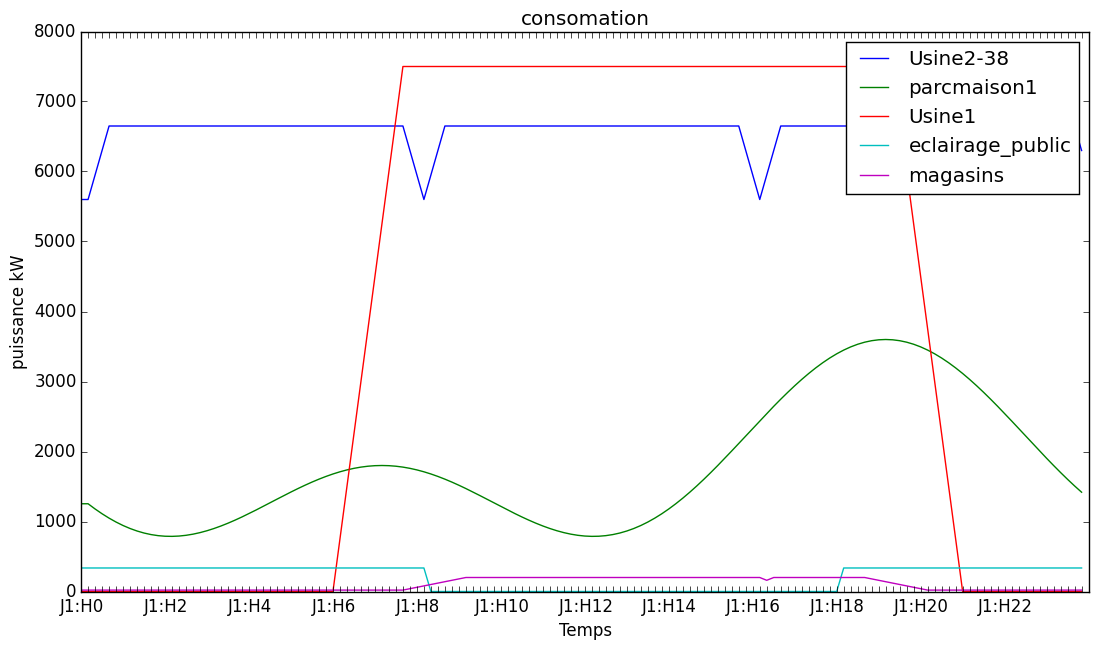 consomation
8000
7000
6000
5000
4000
3000
2000
1000
0
puissance kW
Usine2-38
parcmaison1
Usine1
eclairage_public
magasins
J1:H0 J1:H2 J1:H4 J1:H6 J1:H8 J1:H10 J1:H12 J1:H14 J1:H16 J1:H18 J1:H20 J1:H22
Temps